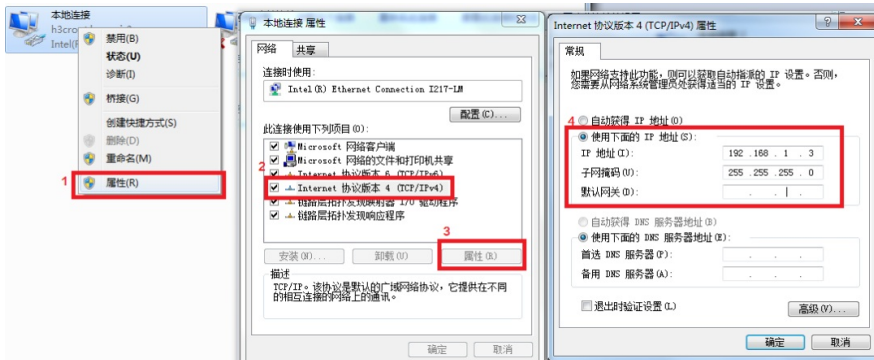 本地连接
Intel(R
禁用(B)
状态(U)
诊断(I)
桥接(G)
创建快捷方式(S)
删除(D)
重命名(M)
1
属性(R)
本地连接 属性
网络
共享
连接时使用:
Intel(R) Ethernet Connection I217-LM
配置(C)...
此连接使用下列项目(O):
Microsoft 网络客户端
Microsoft 网络的文件和打印机共享
2
Internet 协议版本 6 (TCP/IPv6)
Internet 协议版本 4 (TCP/IPv4)
链路层拓扑发现映射器 I/O 驱动程序
链路层拓扑发现响应程序
3
安装(N)...
卸载(U)
属性(R)
描述
TCP/IP。该协议是默认的广域网络协议，它提供在不同
的相互连接的网络上的通讯。
确定
取消
Internet 协议版本 4 (TCP/IPv4) 属性
常规
如果网络支持此功能，则可以获取自动指派的 IP 设置。否则，
您需要从网络系统管理员处获得适当的 IP 设置。
4
自动获得 IP 地址(O)
使用下面的 IP 地址(S):
IP 地址(I): 192 .168 . 1 . 3
子网掩码(U): 255 .255 .255 . 0
默认网关(D): . . .
自动获得 DNS 服务器地址(B)
使用下面的 DNS 服务器地址(E):
首选 DNS 服务器(P): . . .
备用 DNS 服务器(A): . . .
退出时验证设置(L)
高级(V)...
确定
取消